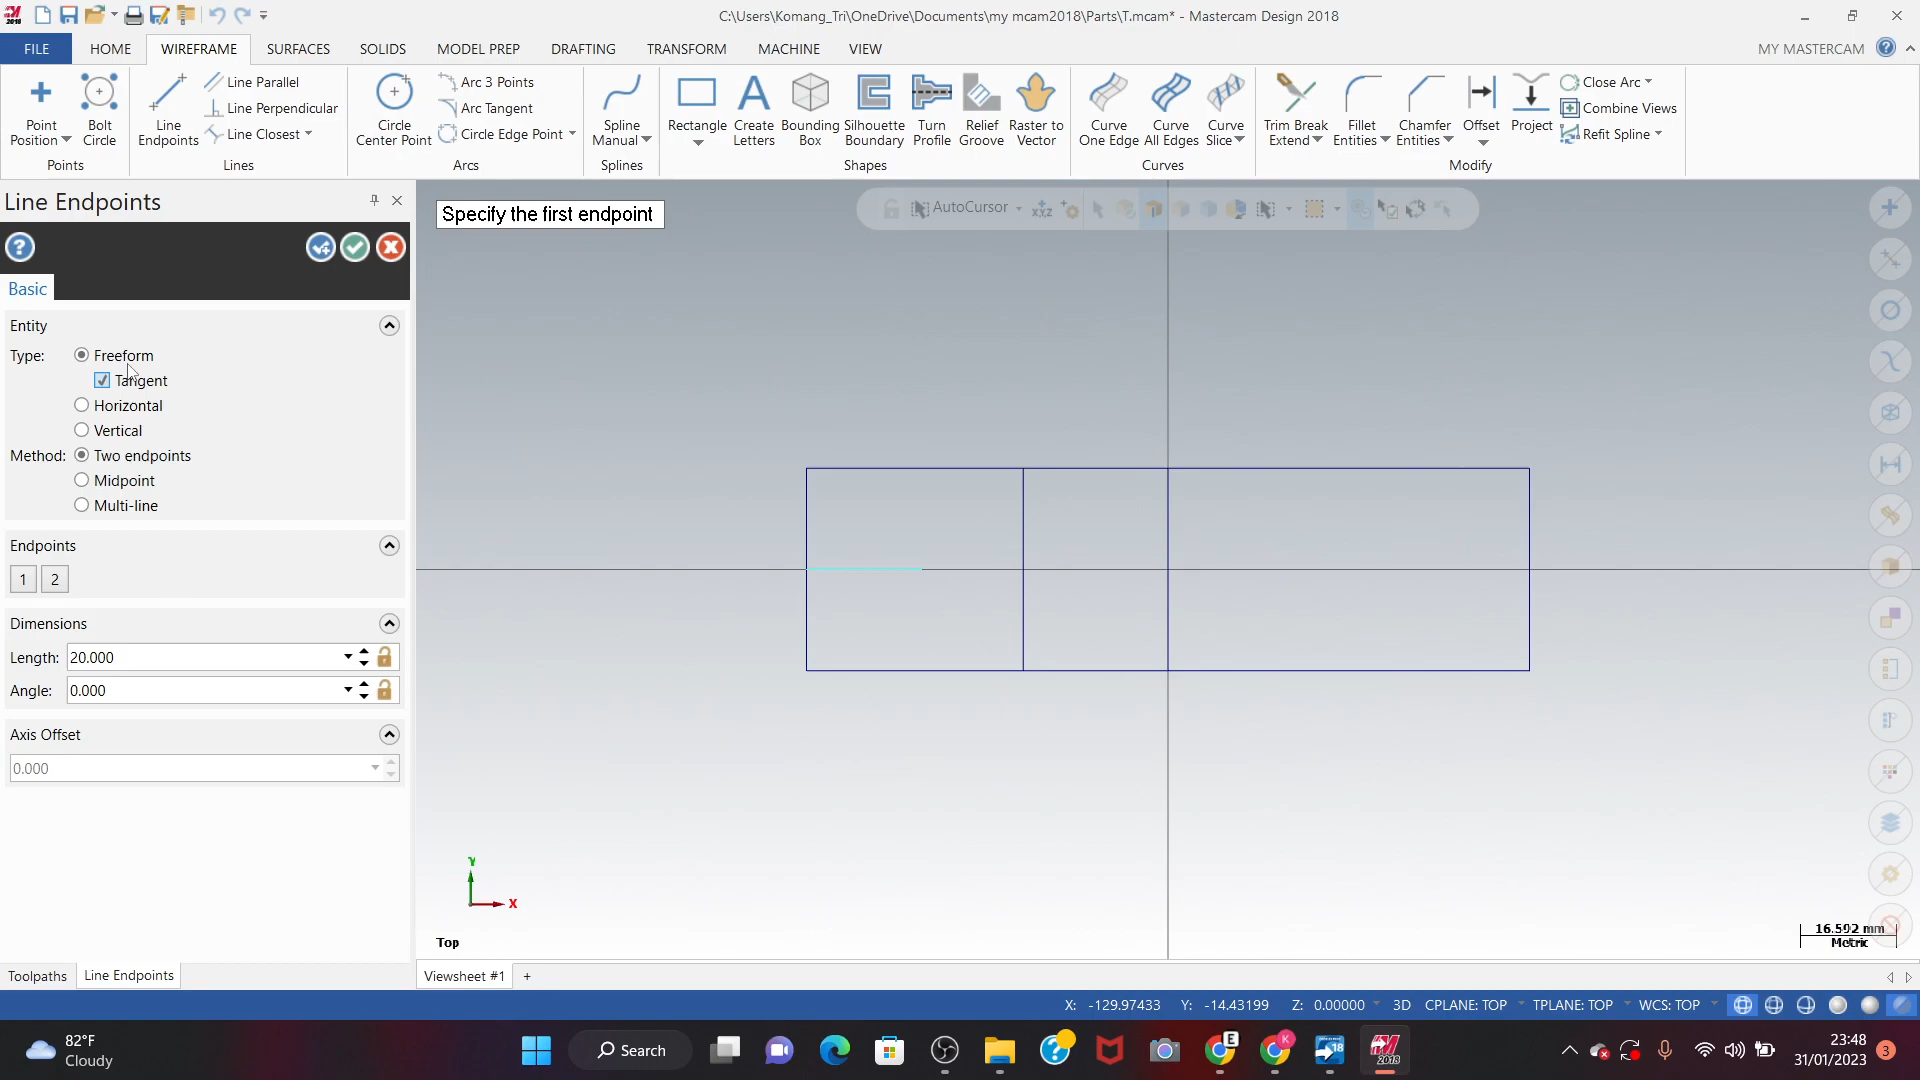 C:\Users\Komang_Tri\OneDrive\Documents\my mcam2018\Parts\T.mcam* - Mastercam Design 2018
FILE HOME WIREFRAME SURFACES SOLIDS MODEL PREP DRAFTING TRANSFORM MACHINE VIEW MY MASTERCAM
Point Position
Bolt Circle
Points
Line Endpoints
Line Parallel
Line Perpendicular
Line Closest
Lines
Circle Center Point
Arc 3 Points
Arc Tangent
Circle Edge Point
Arcs
Spline Manual
Splines
Rectangle
Create Letters
Bounding Box
Silhouette Boundary
Turn Profile
Relief Groove
Raster to Vector
Shapes
Curve One Edge
Curve All Edges
Curve Slice
Curves
Trim Break Extend
Fillet Entities
Chamfer Entities
Offset
Project
Close Arc
Combine Views
Refit Spline
Modify
Line Endpoints
Basic
Entity
Type: Freeform
Tangent
Horizontal
Vertical
Method: Two endpoints
Midpoint
Multi-line
Endpoints
1 2
Dimensions
Length: 20.000
Angle: 0.000
Axis Offset
0.000
Toolpaths Line Endpoints
Specify the first endpoint
AutoCursor
Y
X
Top
16.592 mm
Metric
Viewsheet #1 +
X: -129.97433 Y: -14.43199 Z: 0.00000 3D CPLANE: TOP TPLANE: TOP WCS: TOP
82°F
Cloudy
Search
E
K
18
2018
23:48
31/01/2023
3